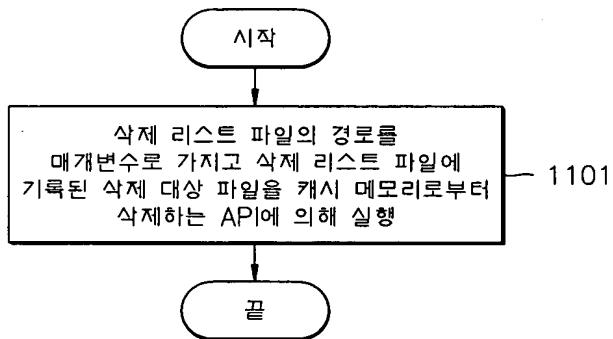 시작
삭제 리스트 파일의 경로를
매개변수로 가지고 삭제 리스트 파일에
기록된 삭제 대상 파일을 캐시 메모리로부터
삭제하는 API에 의해 실행
1101
끝